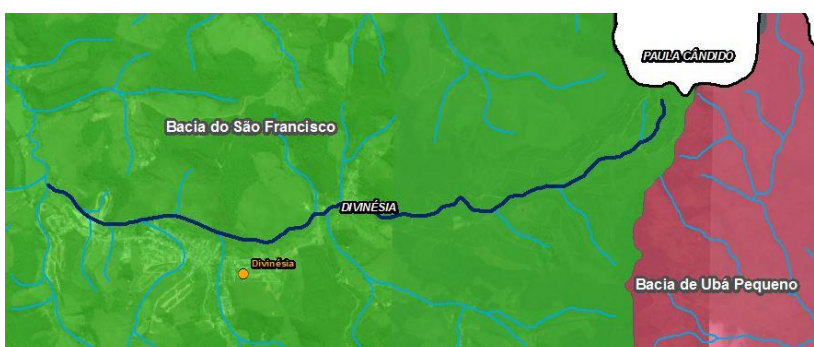 PAULA CÂNDIDO
Bacia do São Francisco
DIVINÉSIA
Divinésia
Bacia de Ubá Pequeno